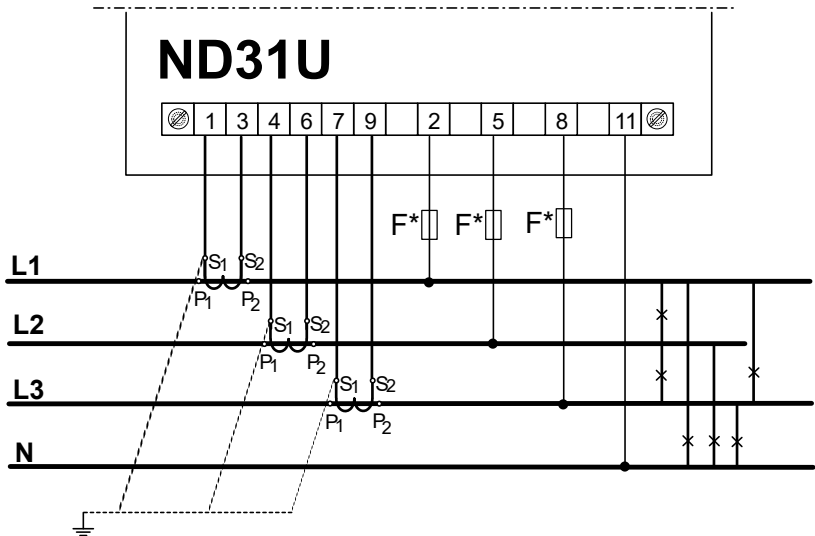 ND31U
1 3 4 6 7 9 2 5 8 11
F* F* F*
L1
S1 S2
P1 P2
L2
S1 S2
P1 P2
L3
S1 S2
P1 P2
N